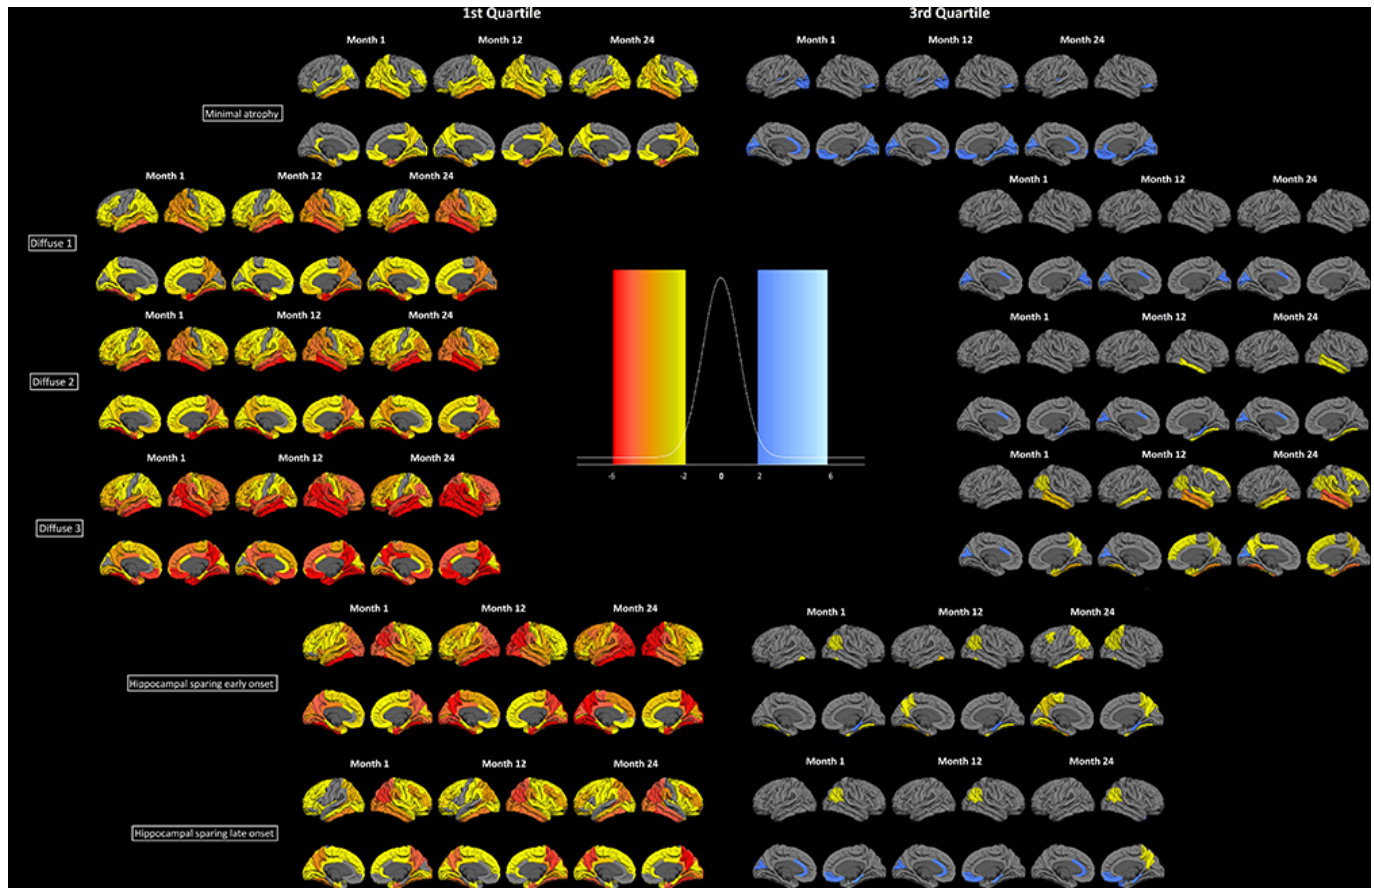 1st Quartile 3rd Quartile
Month 1 Month 12 Month 24 Month 1 Month 12 Month 24
Minimal atrophy
Month 1 Month 12 Month 24 Month 1 Month 12 Month 24
Diffuse 1
Month 1 Month 12 Month 24 Month 1 Month 12 Month 24
Diffuse 2
Month 1 Month 12 Month 24 Month 1 Month 12 Month 24
-6 -2 0 2 6
Diffuse 3
Month 1 Month 12 Month 24 Month 1 Month 12 Month 24
Hippocampal sparing early onset
Month 1 Month 12 Month 24 Month 1 Month 12 Month 24
Hippocampal sparing late onset